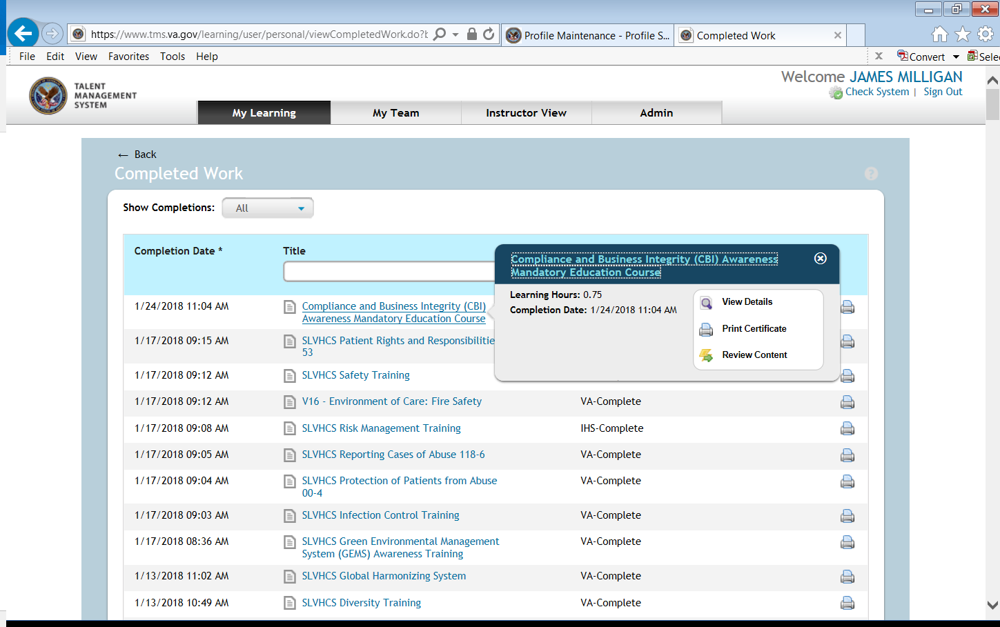 https://www.tms.va.gov/learning/user/personal/viewCompletedWork.do?b
Profile Maintenance - Profile S...
Completed Work
File Edit View Favorites Tools Help
Convert
Selec
TALENT
MANAGEMENT
SYSTEM
Welcome JAMES MILLIGAN
Check System | Sign Out
My Learning
My Team
Instructor View
Admin
← Back
Completed Work
?
Show Completions: All
Completion Date *
Title
Compliance and Business Integrity (CBI) Awareness
Mandatory Education Course
Learning Hours: 0.75
Completion Date: 1/24/2018 11:04 AM
View Details
Print Certificate
Review Content
1/24/2018 11:04 AM Compliance and Business Integrity (CBI)
Awareness Mandatory Education Course
1/17/2018 09:15 AM SLVHCS Patient Rights and Responsibilitie
53
1/17/2018 09:12 AM SLVHCS Safety Training
1/17/2018 09:12 AM V16 - Environment of Care: Fire Safety VA-Complete
1/17/2018 09:08 AM SLVHCS Risk Management Training IHS-Complete
1/17/2018 09:05 AM SLVHCS Reporting Cases of Abuse 118-6 VA-Complete
1/17/2018 09:04 AM SLVHCS Protection of Patients from Abuse VA-Complete
00-4
1/17/2018 09:03 AM SLVHCS Infection Control Training VA-Complete
1/17/2018 08:36 AM SLVHCS Green Environmental Management VA-Complete
System (GEMS) Awareness Training
1/13/2018 11:02 AM SLVHCS Global Harmonizing System VA-Complete
1/13/2018 10:49 AM SLVHCS Diversity Training VA-Complete